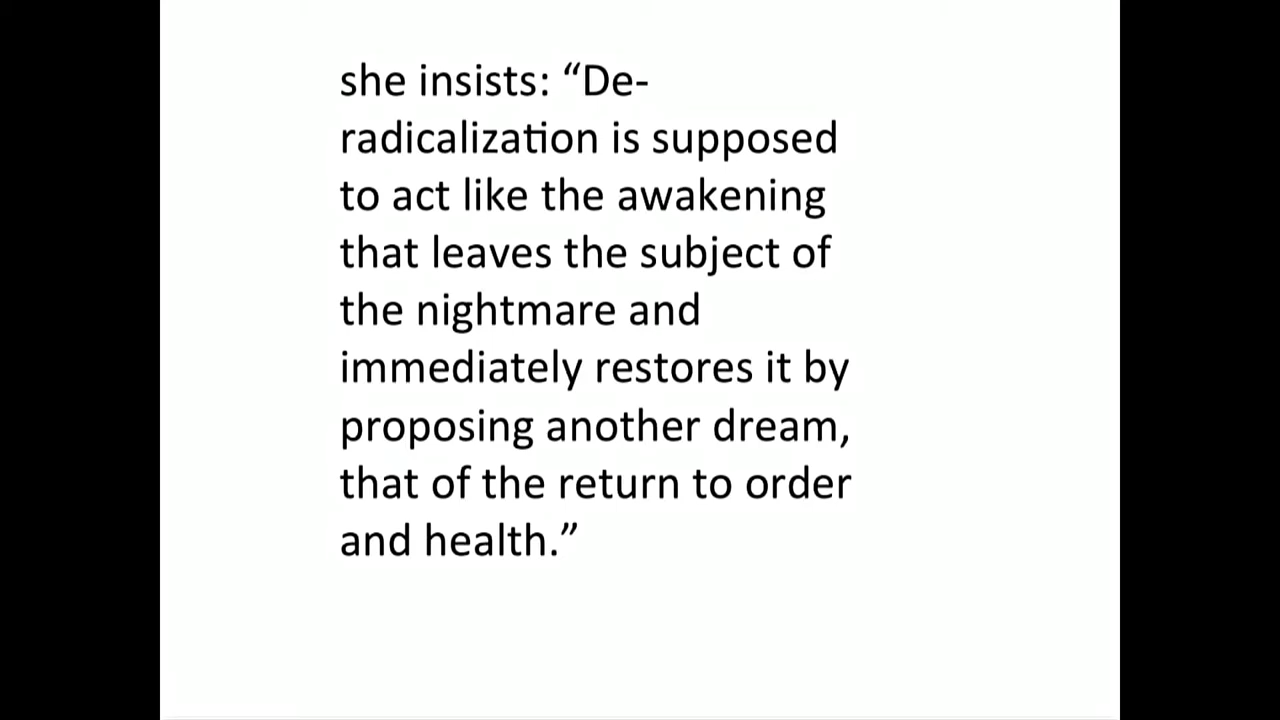 she insists: “De-
radicalization is supposed
to act like the awakening
that leaves the subject of
the nightmare and
immediately restores it by
proposing another dream,
that of the return to order
and health.”